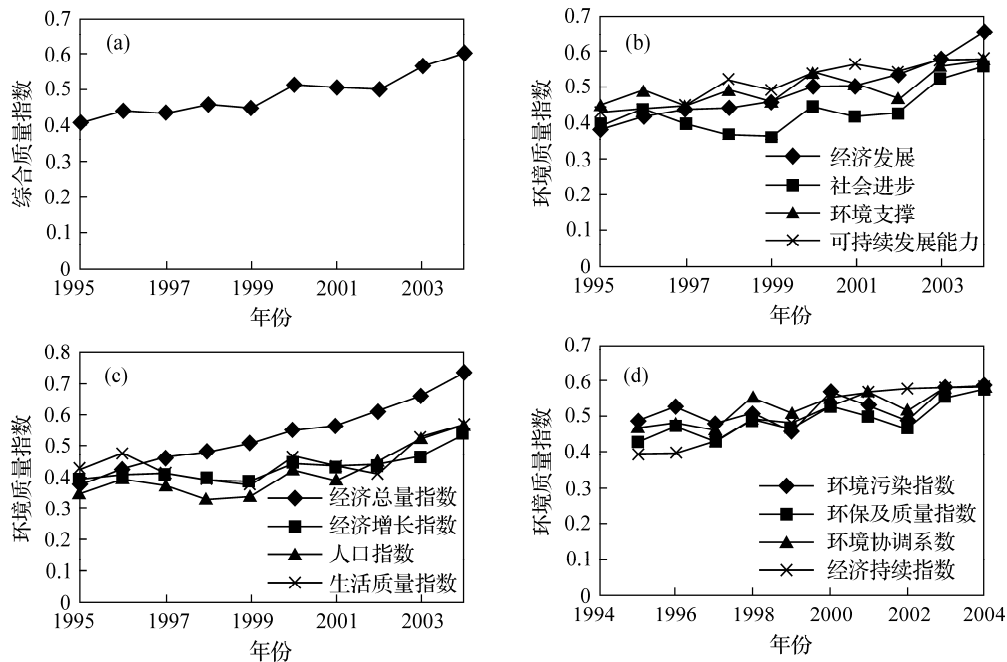 (a)
综合质量指数
0.7
0.6
0.5
0.4
0.3
0.2
0.1
0
1995 1997 1999 2001 2003
年份
(b)
环境质量指数
0.7
0.6
0.5
0.4
0.3
0.2
0.1
0
经济发展
社会进步
环境支撑
可持续发展能力
1995 1997 1999 2001 2003
年份
(c)
环境质量指数
0.8
0.7
0.6
0.5
0.4
0.3
0.2
0.1
0
经济总量指数
经济增长指数
人口指数
生活质量指数
1995 1997 1999 2001 2003
年份
(d)
环境质量指数
0.7
0.6
0.5
0.4
0.3
0.2
0.1
0
环境污染指数
环保及质量指数
环境协调系数
经济持续指数
1994 1996 1998 2000 2002 2004
年份